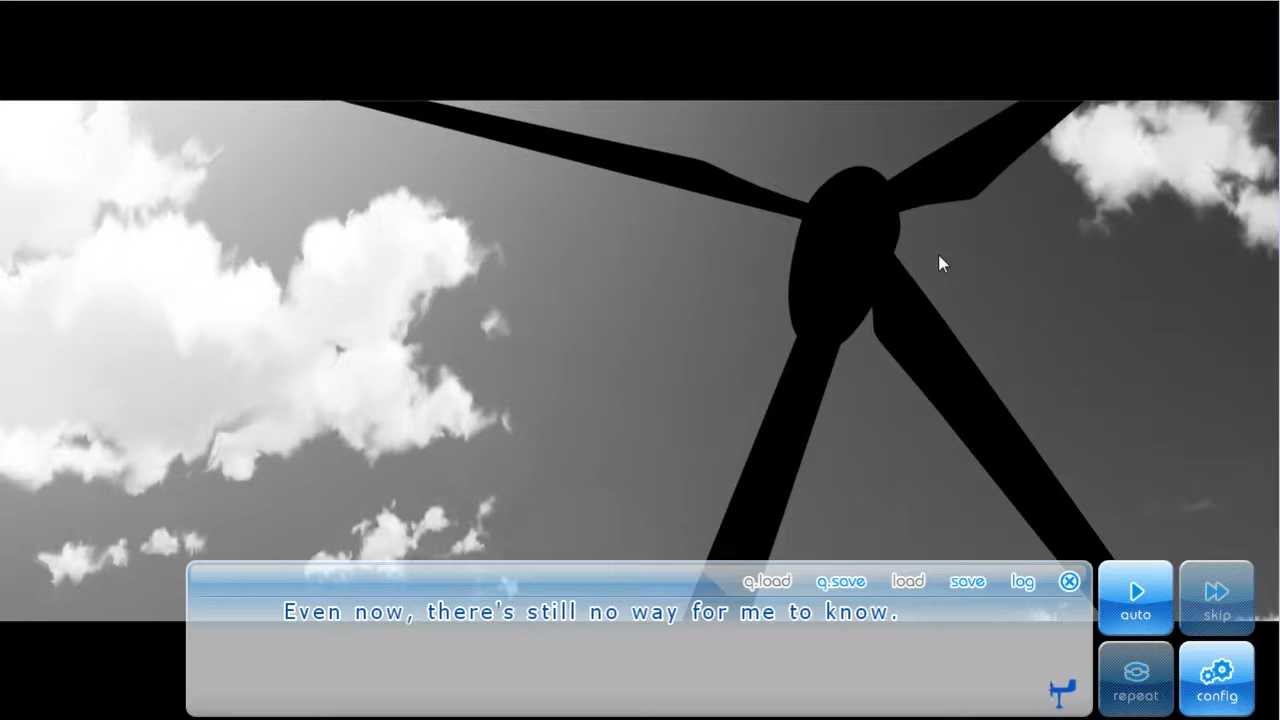 q.load q.save load save log
Even now, there's still no way for me to know.
auto skip
repeat config